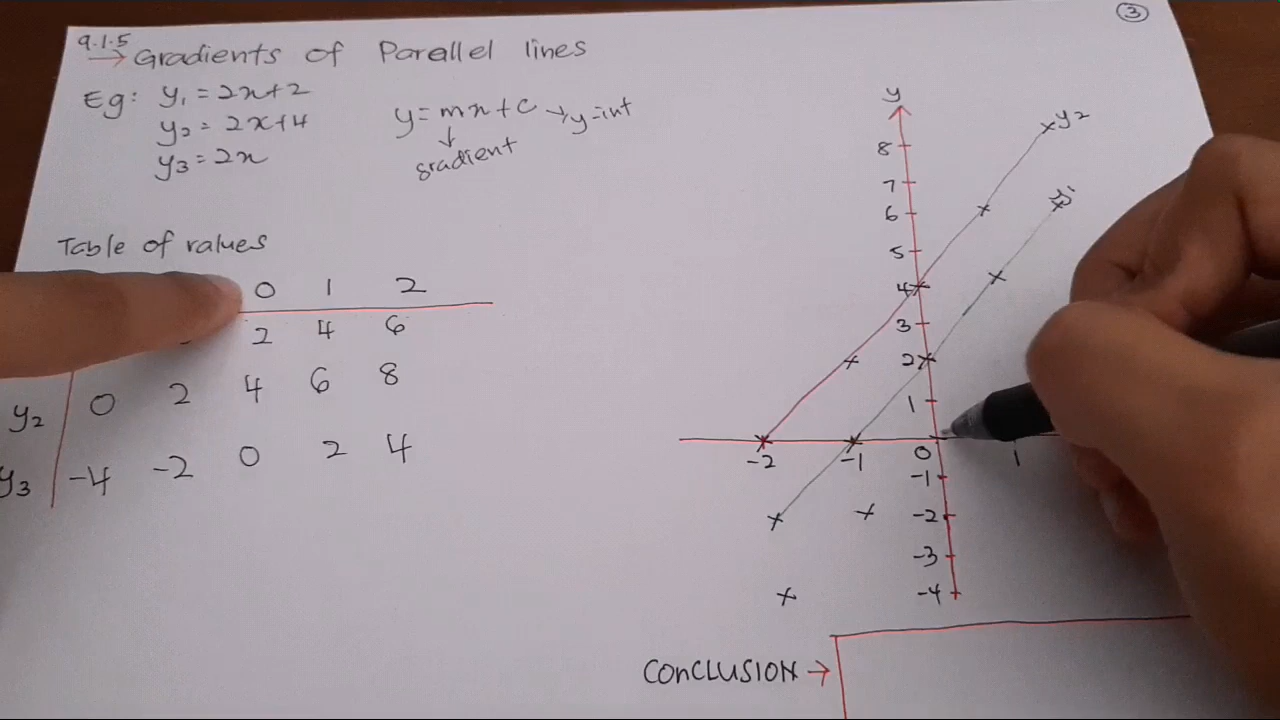 3
9.1.5
→ Gradients of Parallel lines
Eg: y₁ = 2x+2
y₂ = 2x+4
y₃ = 2x
y = mx+c → y-int
↓
gradient
Table of values
0 1 2
2 4 6
y₂ 0 2 4 6 8
y₃ -4 -2 0 2 4
y
y₂
8
7
6
y₁
5
4
3
2
1
-2 -1 0 1
-1
-2
-3
-4
CONCLUSION →